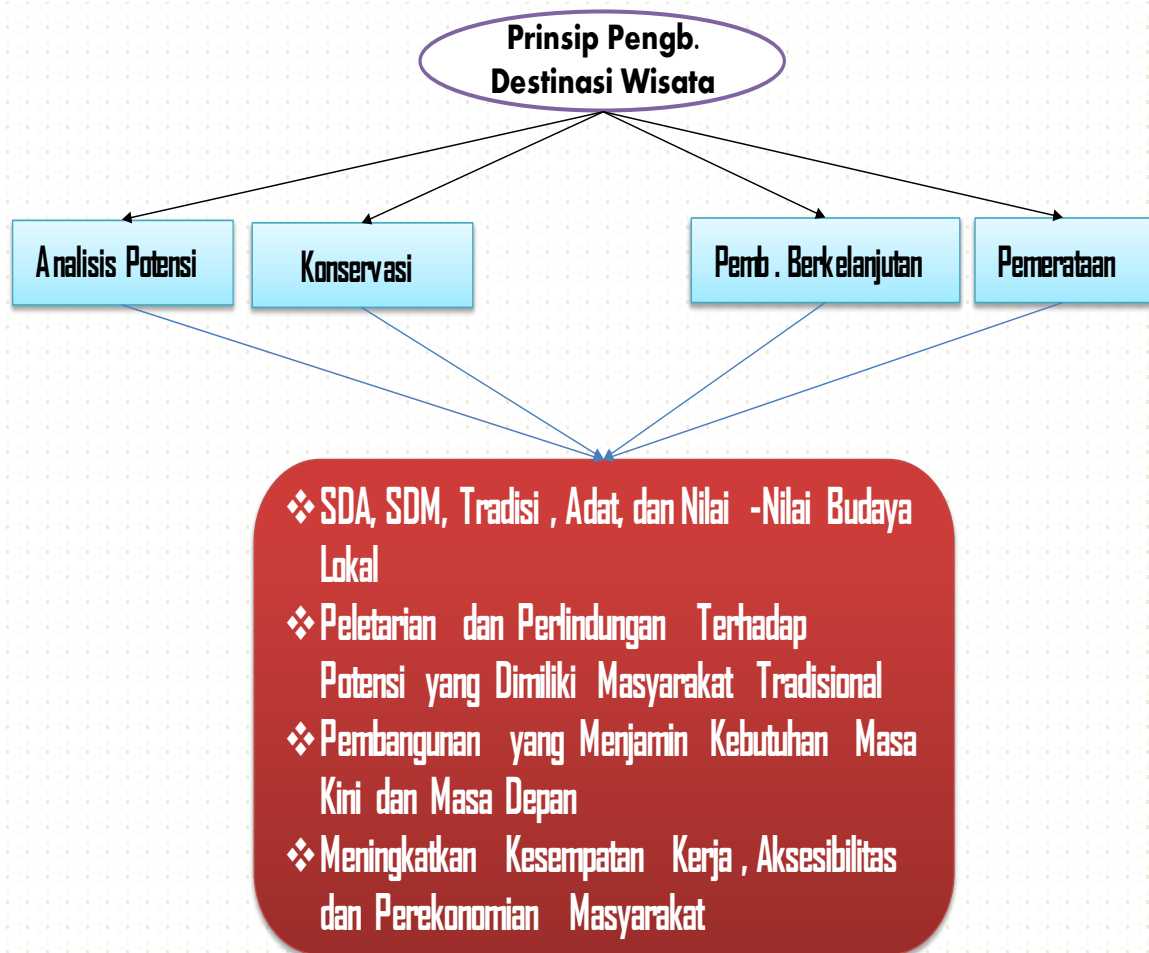 Prinsip Pengb.
Destinasi Wisata
Analisis Potensi
Konservasi
Pemb. Berkelanjutan
Pemerataan
❖ SDA, SDM, Tradisi, Adat, dan Nilai -Nilai Budaya
Lokal
❖ Peletarian dan Perlindungan Terhadap
Potensi yang Dimiliki Masyarakat Tradisional
❖ Pembangunan yang Menjamin Kebutuhan Masa
Kini dan Masa Depan
❖ Meningkatkan Kesempatan Kerja, Aksesibilitas
dan Perekonomian Masyarakat